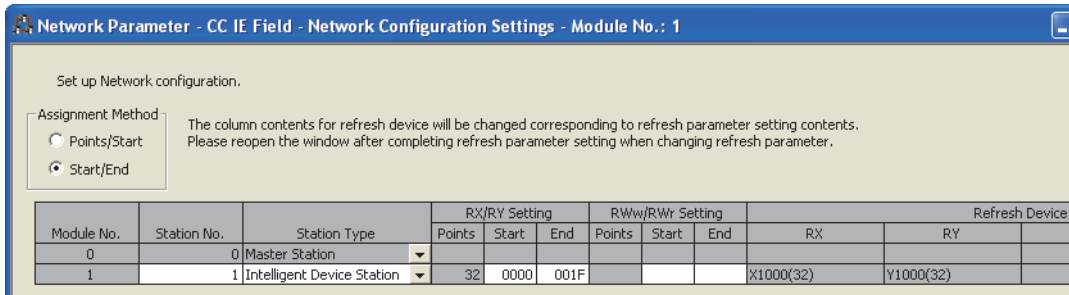 Network Parameter - CC IE Field - Network Configuration Settings - Module No.: 1
Set up Network configuration.
Assignment Method
Points/Start
Start/End
The column contents for refresh device will be changed corresponding to refresh parameter setting contents.
Please reopen the window after completing refresh parameter setting when changing refresh parameter.
RX/RY Setting RWw/RWr Setting Refresh Device
Module No. Station No. Station Type Points Start End Points Start End RX RY
0 0 Master Station
1 1 Intelligent Device Station 32 0000 001F X1000(32) Y1000(32)